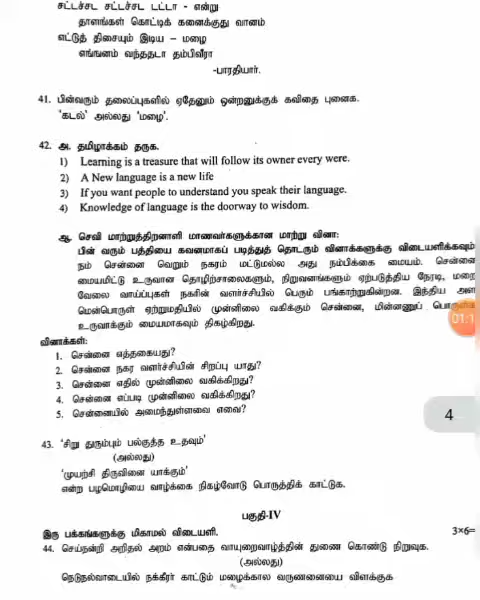 சட்டச்சட சட்டச்சட டட்டா - என்று
தாளங்கள் கொட்டிக் கனைக்குது வானம்
எட்டுத் திசையும் இடிய – மழை
எங்ஙனம் வந்ததடா தம்பிவீரா
-பாரதியார்.
41. பின்வரும் தலைப்புகளில் ஏதேனும் ஒன்றனுக்குக் கவிதை புனைக.
'கடல்' அல்லது 'மழை'.
42. அ. தமிழாக்கம் தருக.
1) Learning is a treasure that will follow its owner every were.
2) A New language is a new life
3) If you want people to understand you speak their language.
4) Knowledge of language is the doorway to wisdom.
ஆ. செவி மாற்றுத்திறனாளி மாணவர்களுக்கான மாற்று வினா:
பின் வரும் பத்தியை கவனமாகப் படித்துத் தொடரும் வினாக்களுக்கு விடையளிக்கவும்
நம் சென்னை வெறும் நகரம் மட்டுமல்ல அது நம்பிக்கை மையம். சென்னை
மையமிட்டு உருவான தொழிற்சாலைகளும், நிறுவனங்களும் ஏற்படுத்திய நேரடி, மறை
வேலை வாய்ப்புகள் நகரின் வளர்ச்சியில் பெரும் பங்காற்றுகின்றன. இந்திய அள
மென்பொருள் ஏற்றுமதியில் முன்னிலை வகிக்கும் சென்னை, மின்னணுப்
உருவாக்கும் மையமாகவும் திகழ்கிறது.
01:1
வினாக்கள்:
1. சென்னை எத்தகையது?
2. சென்னை நகர வளர்ச்சியின் சிறப்பு யாது?
3. சென்னை எதில் முன்னிலை வகிக்கிறது?
4. சென்னை எப்படி முன்னிலை வகிக்கிறது?
5. சென்னையில் அமைந்துள்ளவை எவை?
4
43. 'சிறு துரும்பும் பல்குத்த உதவும்'
(அல்லது)
'முயற்சி திருவினை யாக்கும்'
என்ற பழமொழியை வாழ்க்கை நிகழ்வோடு பொருத்திக் காட்டுக.
பகுதி-IV
இரு பக்கங்களுக்கு மிகாமல் விடையளி.
3×6=
44. செய்நன்றி அறிதல் அறம் என்பதை வாயுறைவாழ்த்தின் துணை கொண்டு நிறுவுக.
(அல்லது)
நெடுநல்வாடையில் நக்கீரர் காட்டும் மழைக்கால வருணனையை விளக்குக